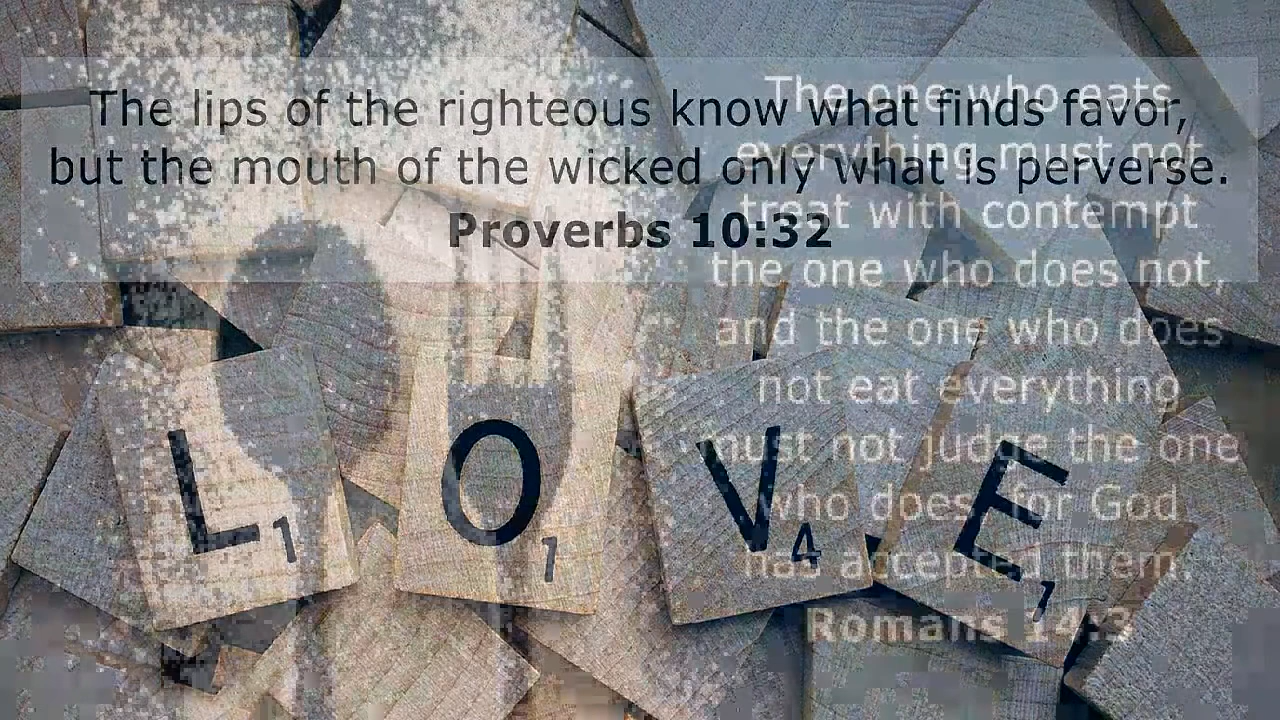 The lips of the righteous know what finds favor,
but the mouth of the wicked only what is perverse.
Proverbs 10:32
The one who eats
everything must not
treat with contempt
the one who does not,
and the one who does
not eat everything
must not judge the one
who does, for God
has accepted them.
Romans 14:3
L1 O1 V4 E1